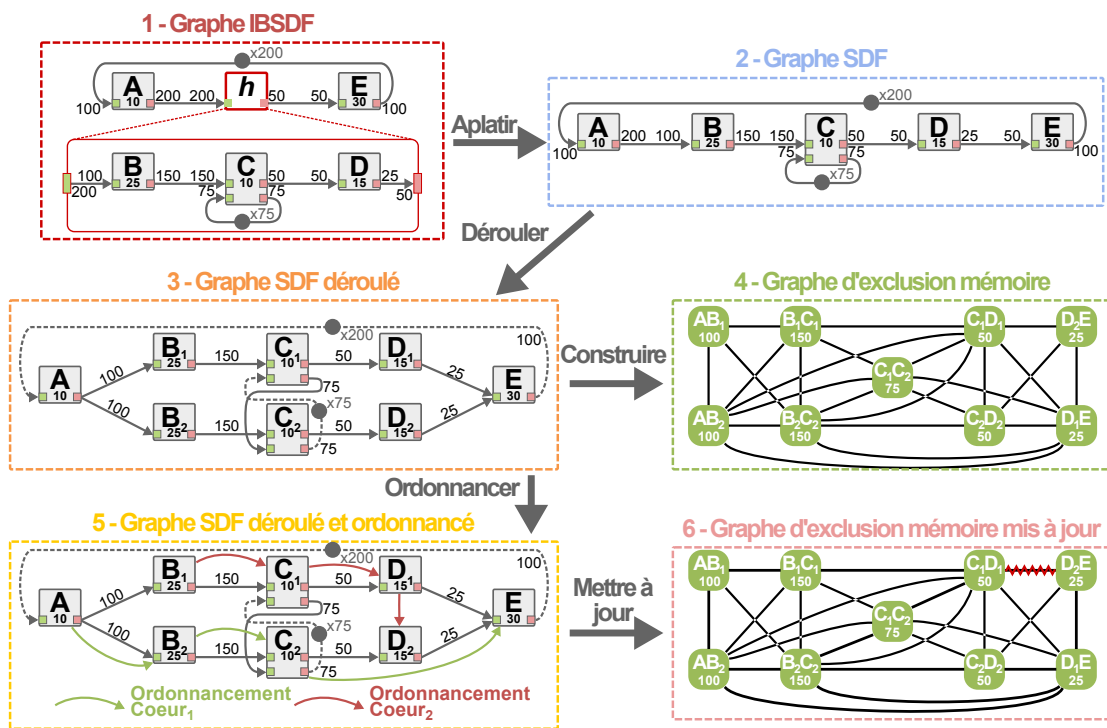 1 - Graphe IBSDF
x200
A
10
h
E
30
100
200
200
50
50
100
B
25
C
10
D
15
100
200
150
150
75
50
75
50
25
50
x75
Aplatir
2 - Graphe SDF
x200
A
10
B
25
C
10
D
15
E
30
100
200
100
150
150
75
50
75
50
25
50
100
x75
Dérouler
3 - Graphe SDF déroulé
x200
100
A
10
B1
25
C1
10
D1
15
E
30
100
150
50
25
75
x75
100
B2
25
C2
10
D2
15
150
50
25
75
Construire
4 - Graphe d'exclusion mémoire
AB1
100
B1C1
150
C1D1
50
D2E
25
C1C2
75
AB2
100
B2C2
150
C2D2
50
D1E
25
Ordonnancer
5 - Graphe SDF déroulé et ordonnancé
x200
100
A
10
B1
25
C1
10
D1
15
E
30
100
150
50
25
75
x75
100
B2
25
C2
10
D2
15
150
50
25
75
Ordonnancement
Coeur1
Ordonnancement
Coeur2
Mettre à
jour
6 - Graphe d'exclusion mémoire mis à jour
AB1
100
B1C1
150
C1D1
50
D2E
25
C1C2
75
AB2
100
B2C2
150
C2D2
50
D1E
25